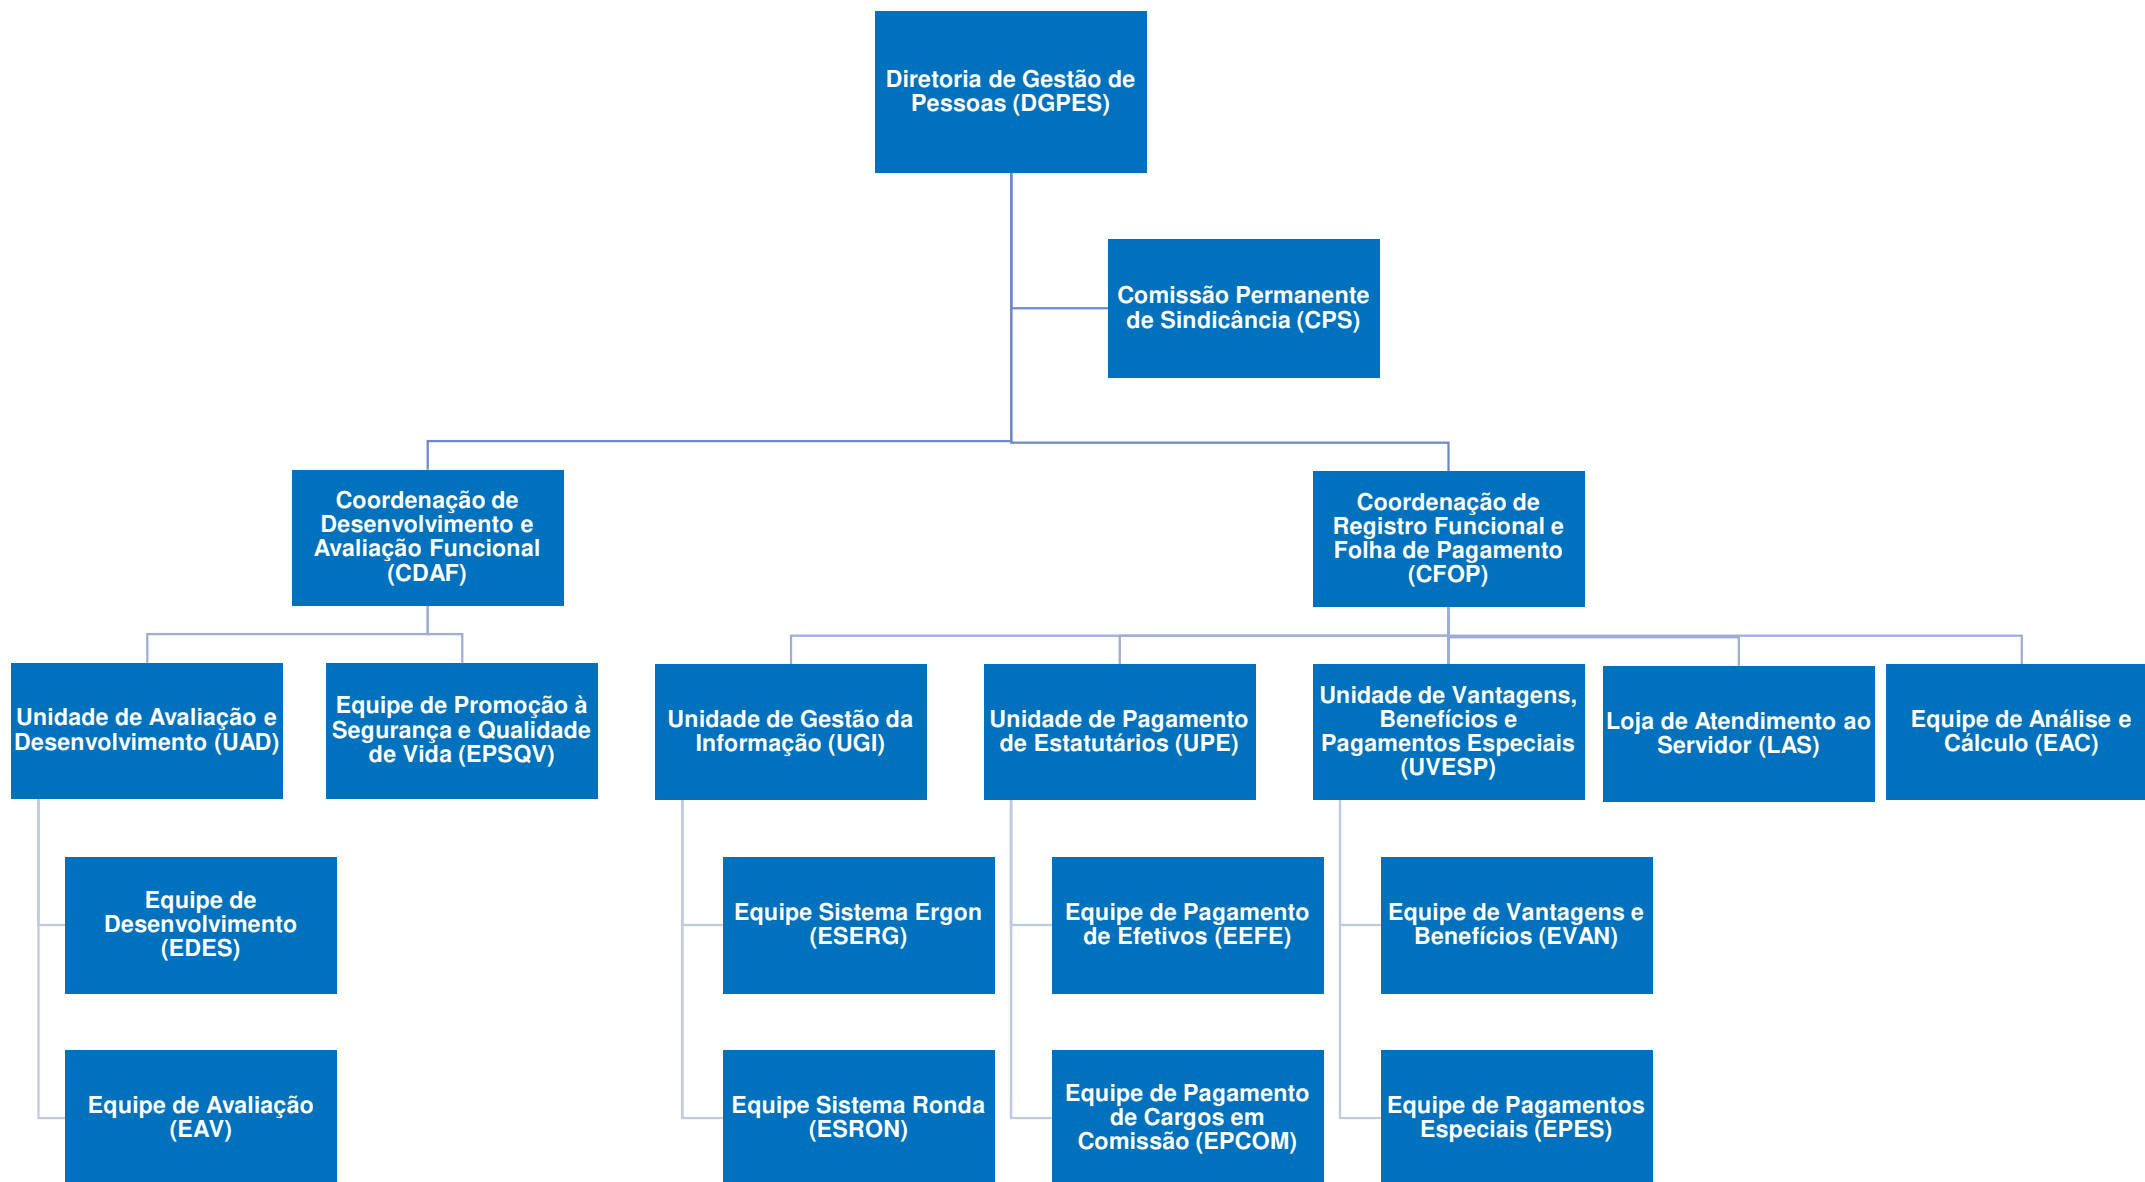 Diretoria de Gestão de
Pessoas (DGPES)
Comissão Permanente
de Sindicância (CPS)
Coordenação de
Desenvolvimento e
Avaliação Funcional
(CDAF)
Coordenação de
Registro Funcional e
Folha de Pagamento
(CFOP)
Unidade de Avaliação e
Desenvolvimento (UAD)
Equipe de Promoção à
Segurança e Qualidade
de Vida (EPSQV)
Unidade de Gestão da
Informação (UGI)
Unidade de Pagamento
de Estatutários (UPE)
Unidade de Vantagens,
Benefícios e
Pagamentos Especiais
(UVESP)
Loja de Atendimento ao
Servidor (LAS)
Equipe de Análise e
Cálculo (EAC)
Equipe de
Desenvolvimento
(EDES)
Equipe Sistema Ergon
(ESERG)
Equipe de Pagamento
de Efetivos (EEFE)
Equipe de Vantagens e
Benefícios (EVAN)
Equipe de Avaliação
(EAV)
Equipe Sistema Ronda
(ESRON)
Equipe de Pagamento
de Cargos em
Comissão (EPCOM)
Equipe de Pagamentos
Especiais (EPES)